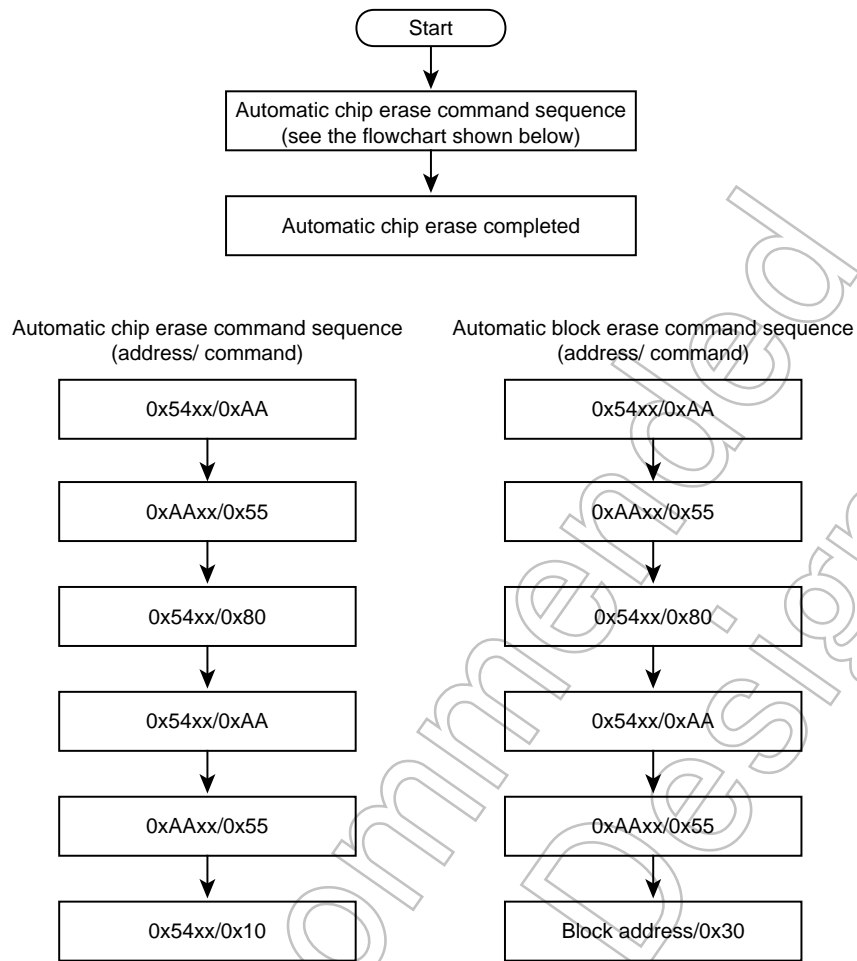 Start
Automatic chip erase command sequence
(see the flowchart shown below)
Automatic chip erase completed
Automatic chip erase command sequence
(address/ command)
0x54xx/0xAA
0xAAxx/0x55
0x54xx/0x80
0x54xx/0xAA
0xAAxx/0x55
0x54xx/0x10
Automatic block erase command sequence
(address/ command)
0x54xx/0xAA
0xAAxx/0x55
0x54xx/0x80
0x54xx/0xAA
0xAAxx/0x55
Block address/0x30
ommended
Desig